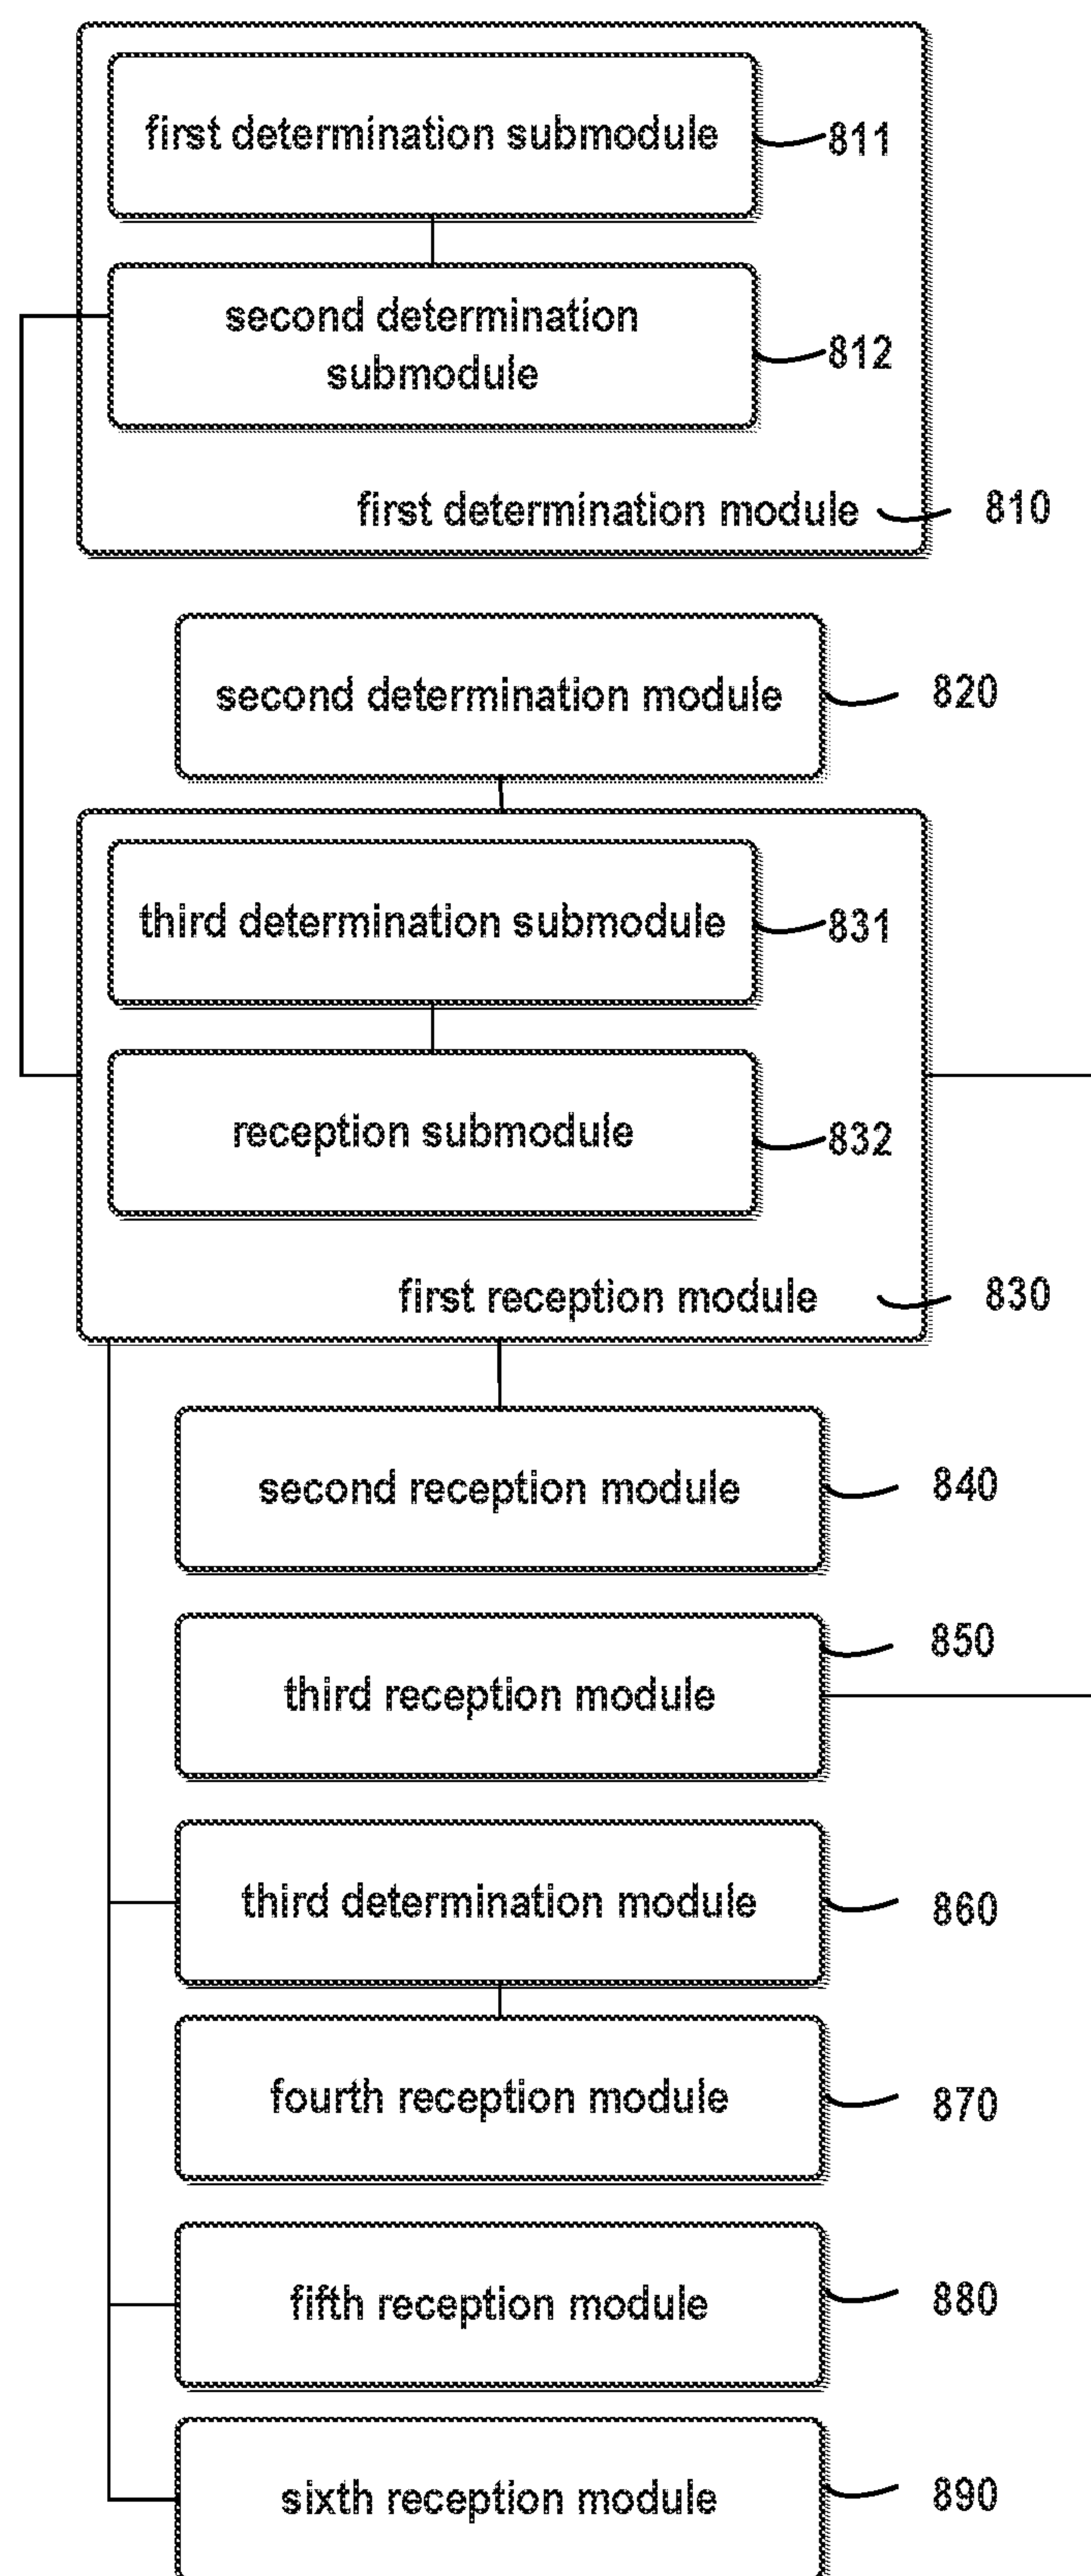 first determination submodule 811
second determination
submodule
812
first determination module 810
second determination module 820
third determination submodule 831
reception submodule 832
first reception module 830
second reception module 840
third reception module 850
third determination module 860
fourth reception module 870
fifth reception module 880
sixth reception module 890